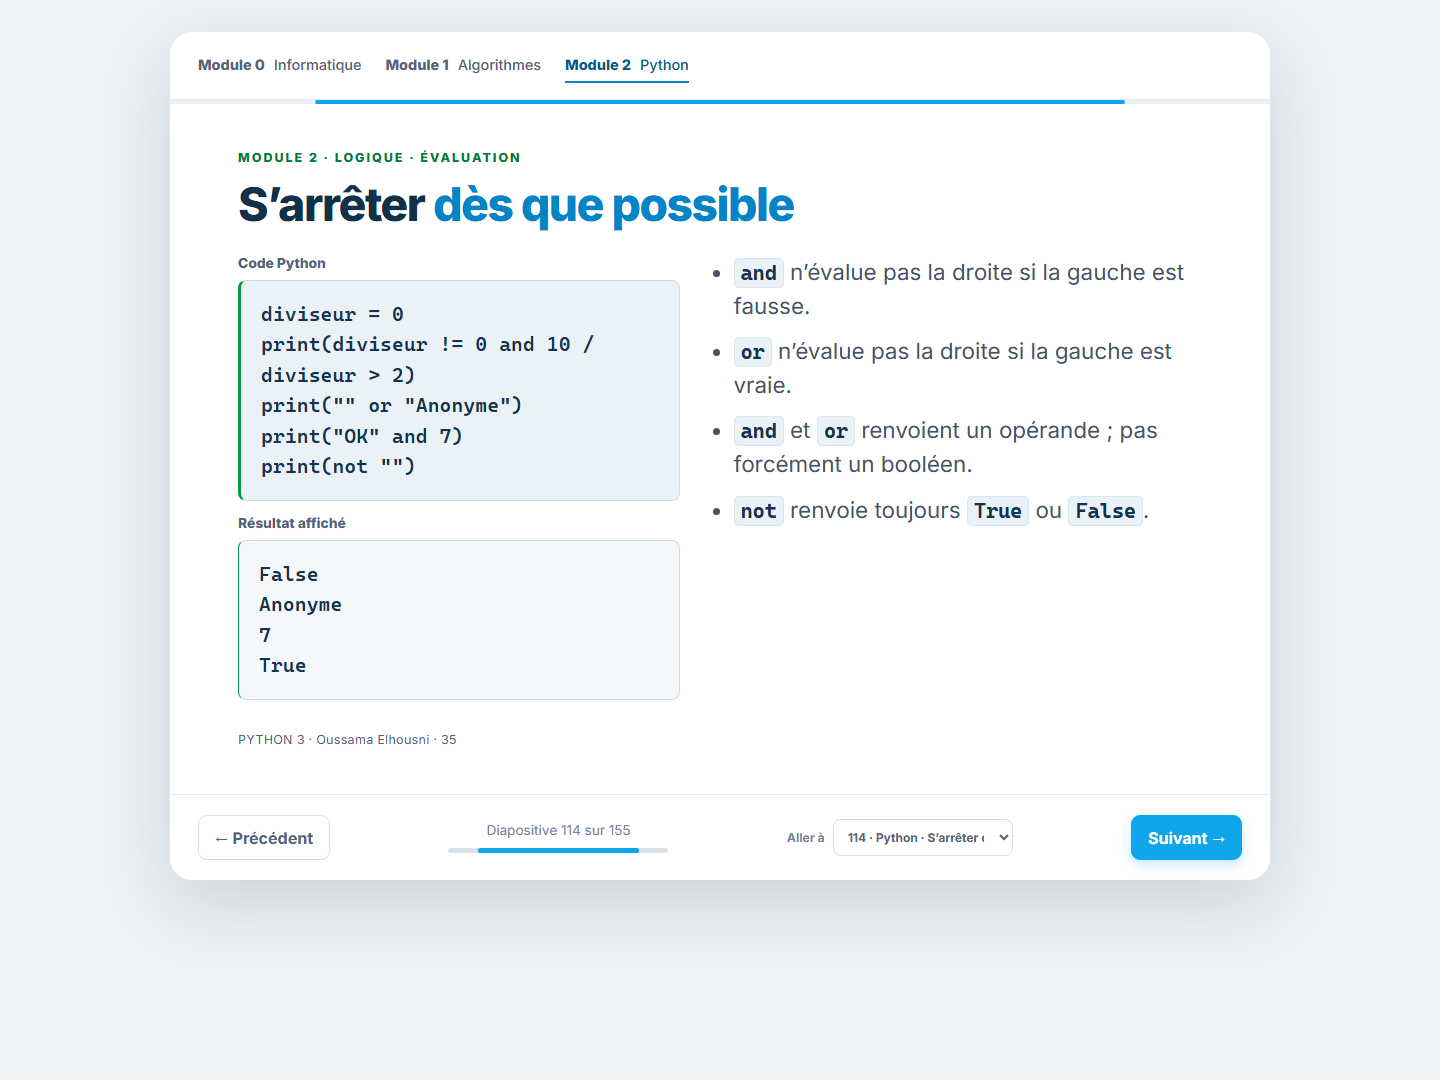 Module 0 Informatique Module 1 Algorithmes Module 2 Python
MODULE 2 · LOGIQUE · ÉVALUATION
S’arrêter dès que possible
Code Python
diviseur = 0
print(diviseur != 0 and 10 /
diviseur > 2)
print("" or "Anonyme")
print("OK" and 7)
print(not "")
Résultat affiché
False
Anonyme
7
True
• and n’évalue pas la droite si la gauche est
fausse.
• or n’évalue pas la droite si la gauche est
vraie.
• and et or renvoient un opérande ; pas
forcément un booléen.
• not renvoie toujours True ou False.
PYTHON 3 · Oussama Elhousni · 35
← Précédent
Diapositive 114 sur 155
Aller à 114 · Python · S’arrêter
Suivant →